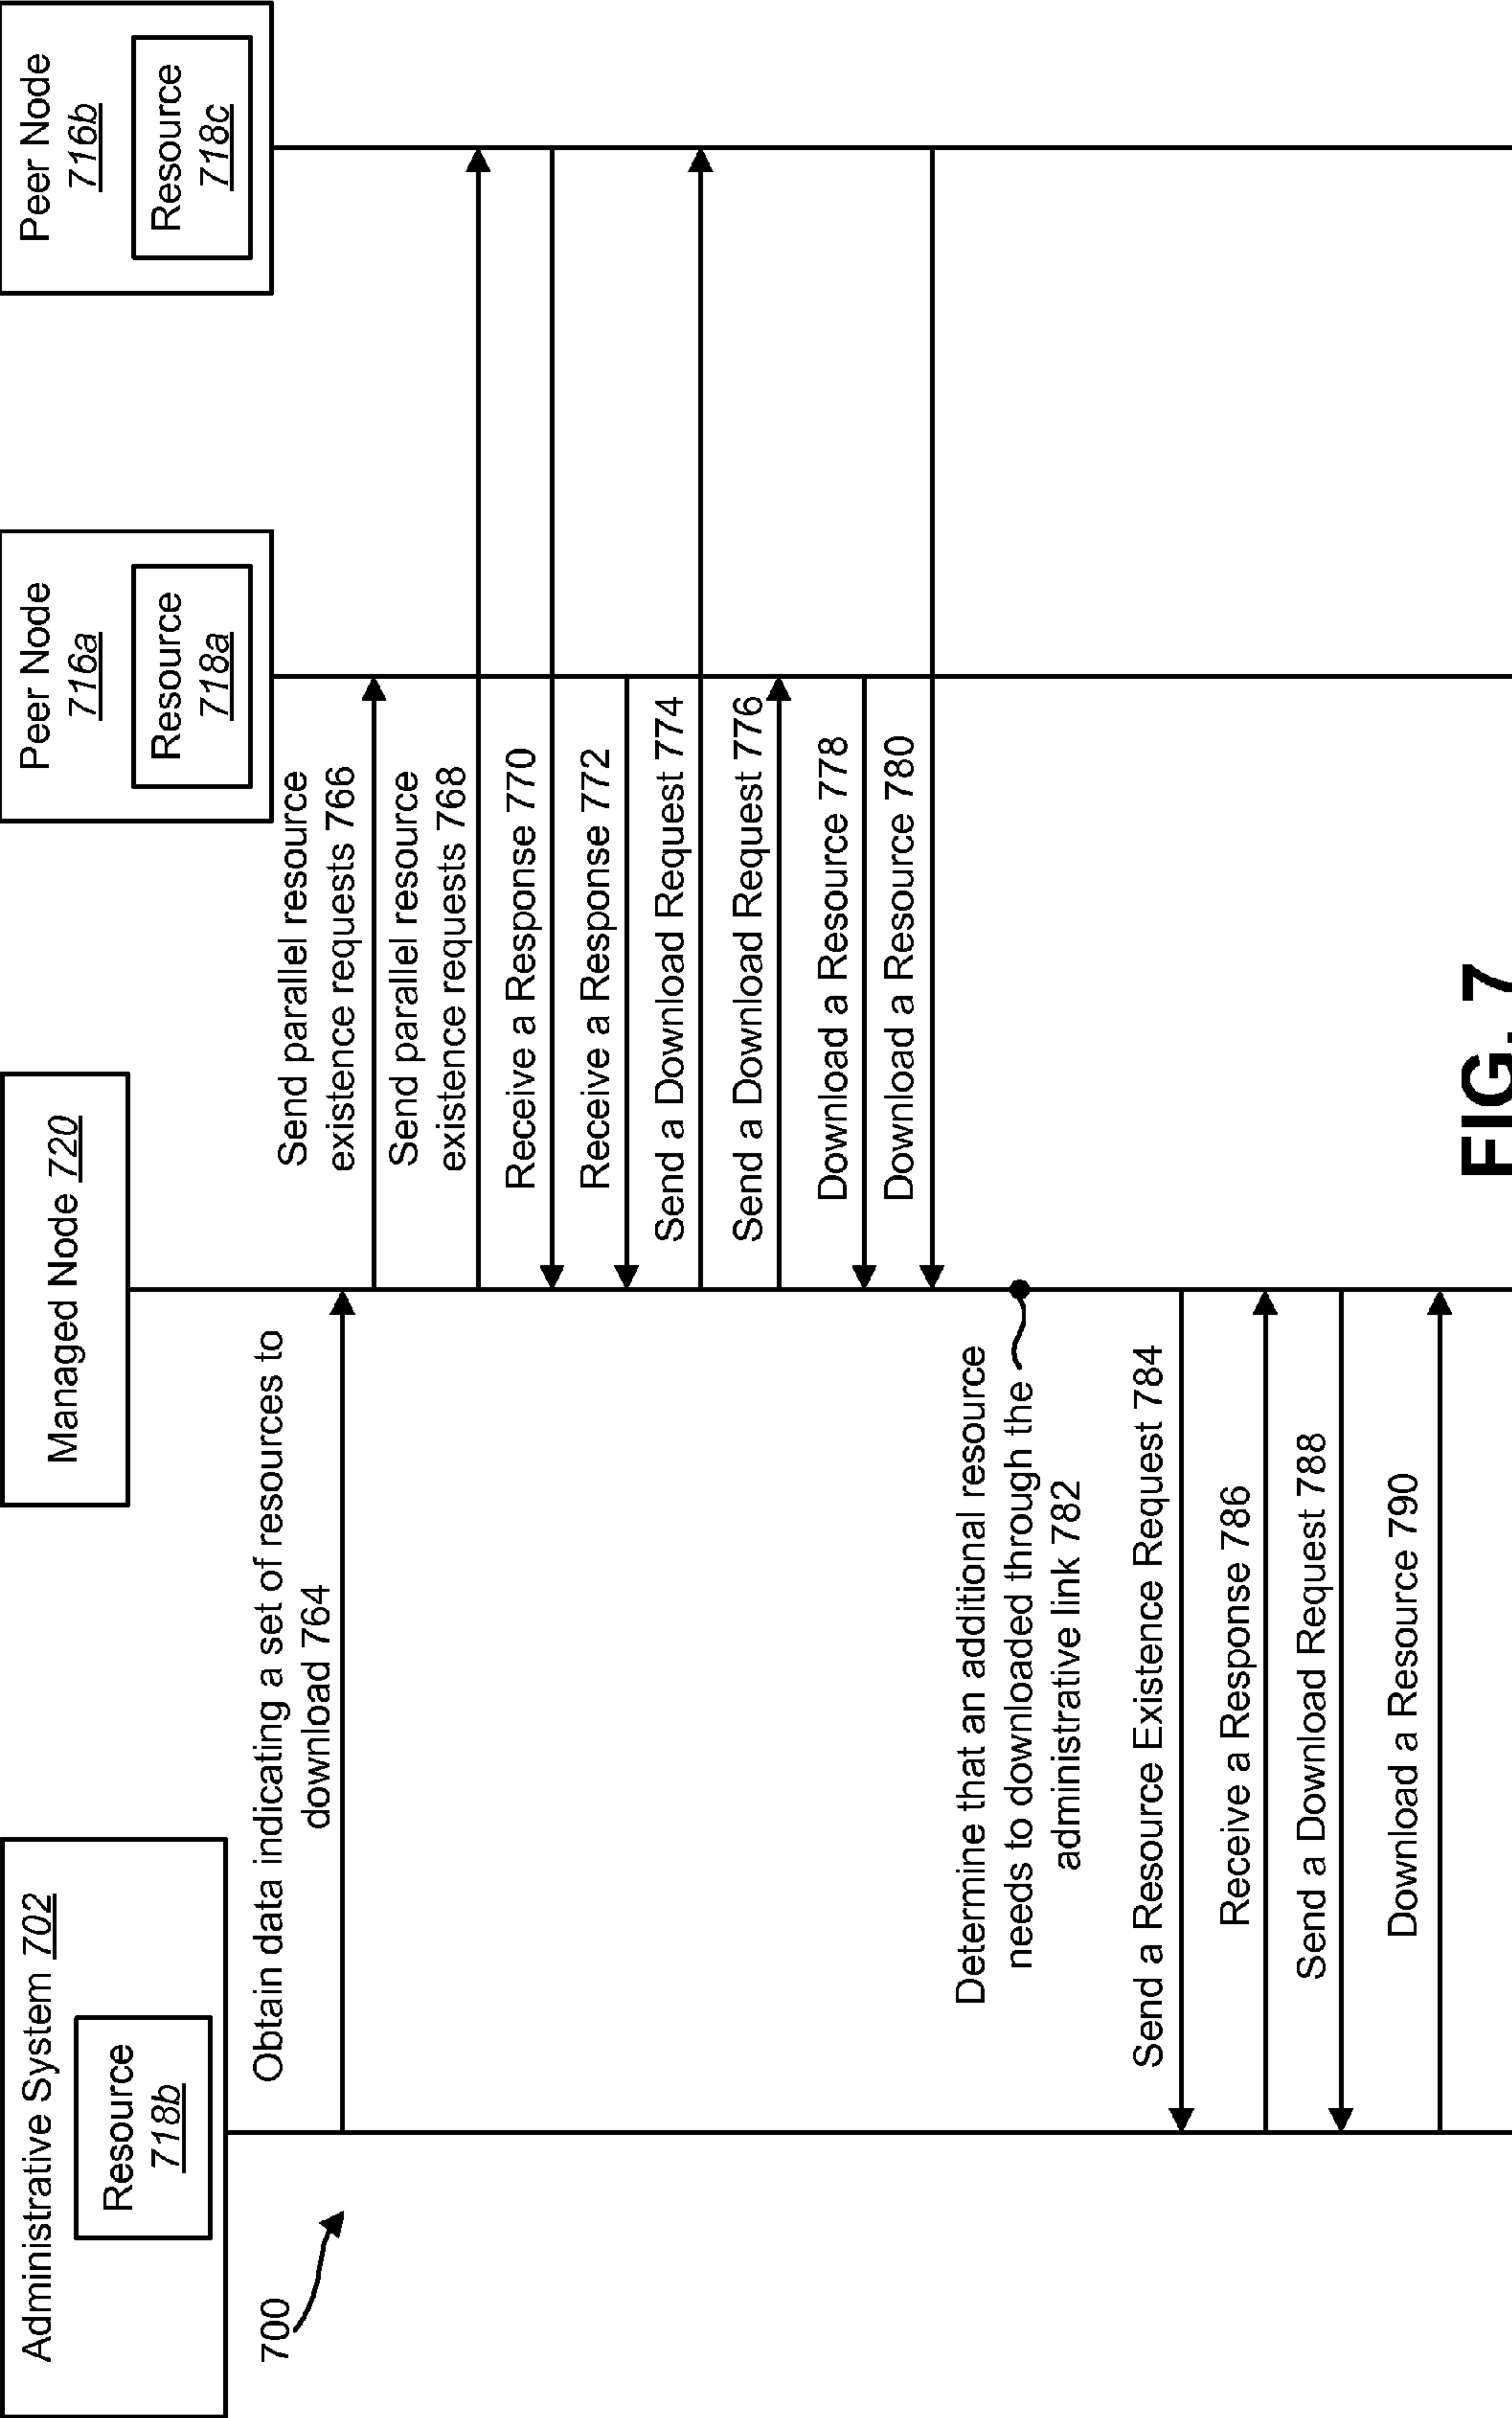 Administrative System 702
Resource
718b
Managed Node 720
Peer Node
716a
Resource
718a
Peer Node
716b
Resource
718c
700
Obtain data indicating a set of resources to
download 764
Send parallel resource
existence requests 766
Send parallel resource
existence requests 768
Receive a Response 770
Receive a Response 772
Send a Download Request 774
Send a Download Request 776
Download a Resource 778
Download a Resource 780
Determine that an additional resource
needs to downloaded through the
administrative link 782
Send a Resource Existence Request 784
Receive a Response 786
Send a Download Request 788
Download a Resource 790
FIG. 7